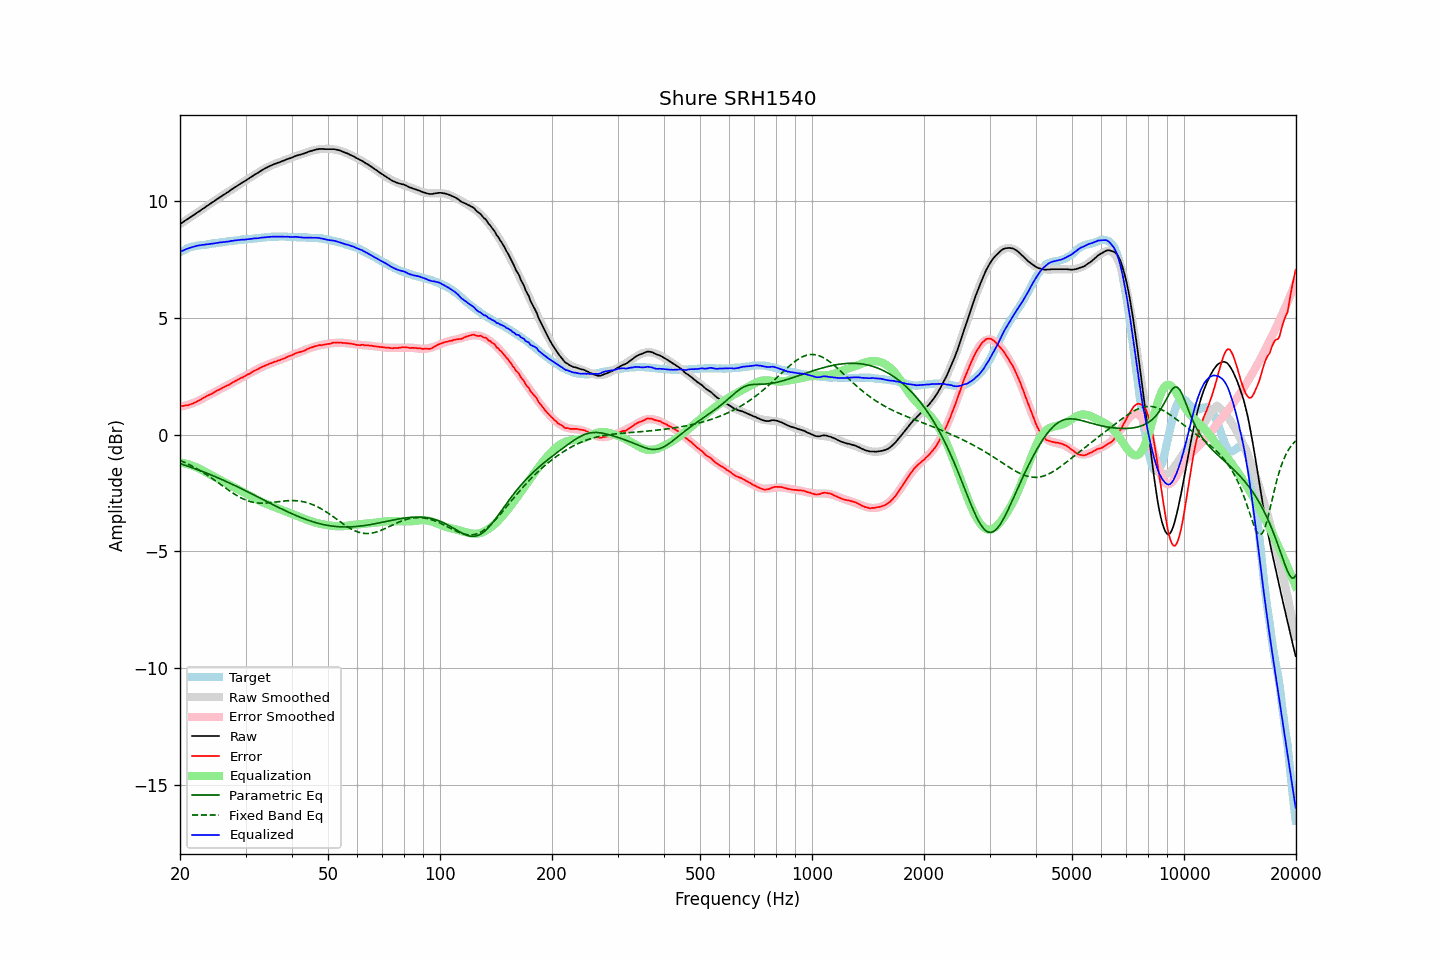 Shure SRH1540
Amplitude (dBr)
10
5
0
−5
−10
−15
Target
Raw Smoothed
Error Smoothed
Raw
Error
Equalization
Parametric Eq
Fixed Band Eq
Equalized
20 50 100 200 500 1000 2000 5000 10000 20000
Frequency (Hz)